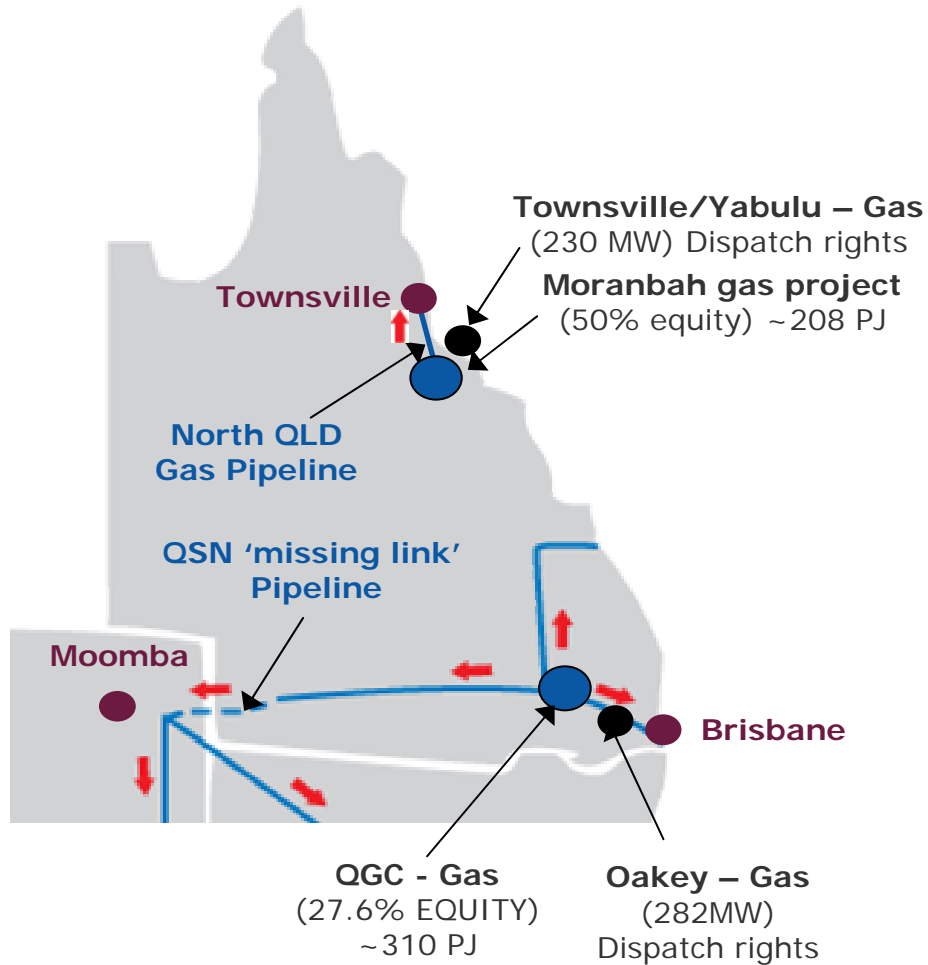 Townsville/Yabulu – Gas
(230 MW) Dispatch rights
Moranbah gas project
(50% equity) ~208 PJ
Townsville
North QLD
Gas Pipeline
QSN ‘missing link’
Pipeline
Moomba
Brisbane
QGC - Gas
(27.6% EQUITY)
~310 PJ
Oakey – Gas
(282MW)
Dispatch rights